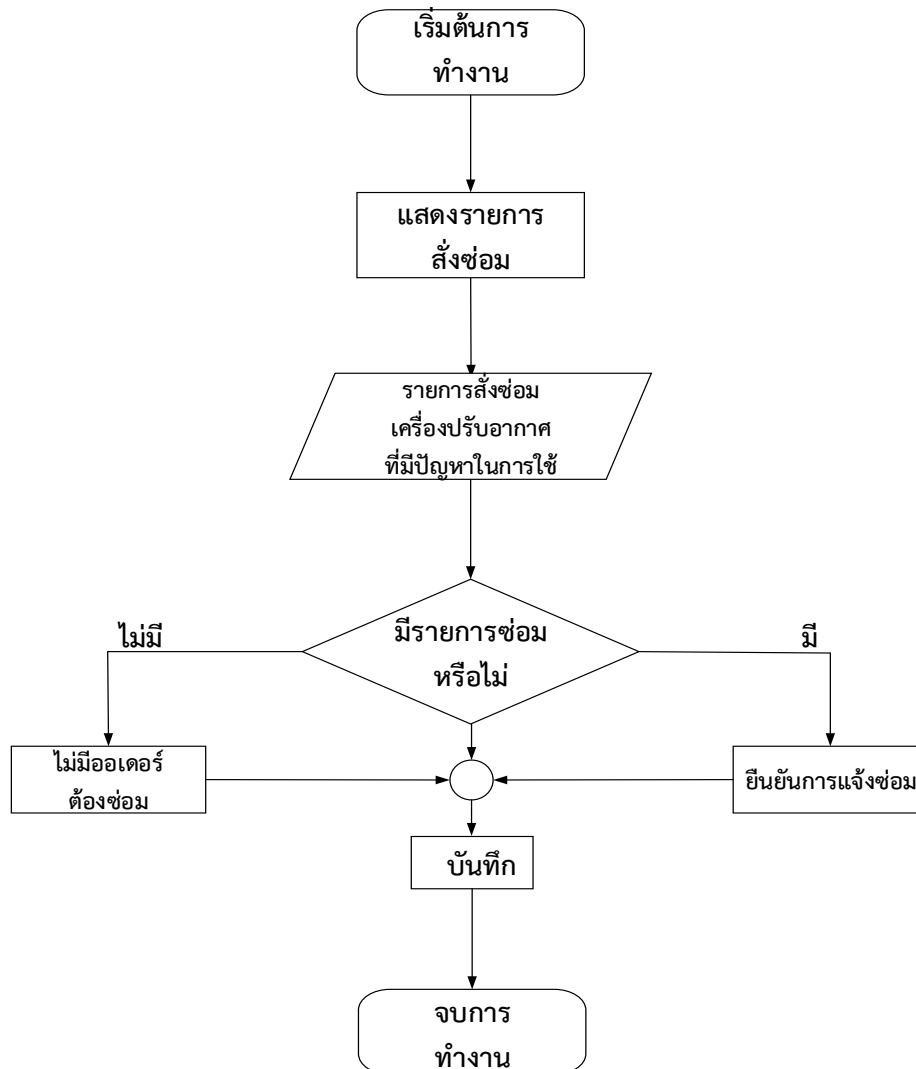 เริ่มต้นการ
ทำงาน
แสดงรายการ
สั่งซ่อม
รายการสั่งซ่อม
เครื่องปรับอากาศ
ที่มีปัญหาในการใช้
มีรายการซ่อม
หรือไม่
ไม่มี
มี
ไม่มีออเดอร์
ต้องซ่อม
ยืนยันการแจ้งซ่อม
บันทึก
จบการ
ทำงาน